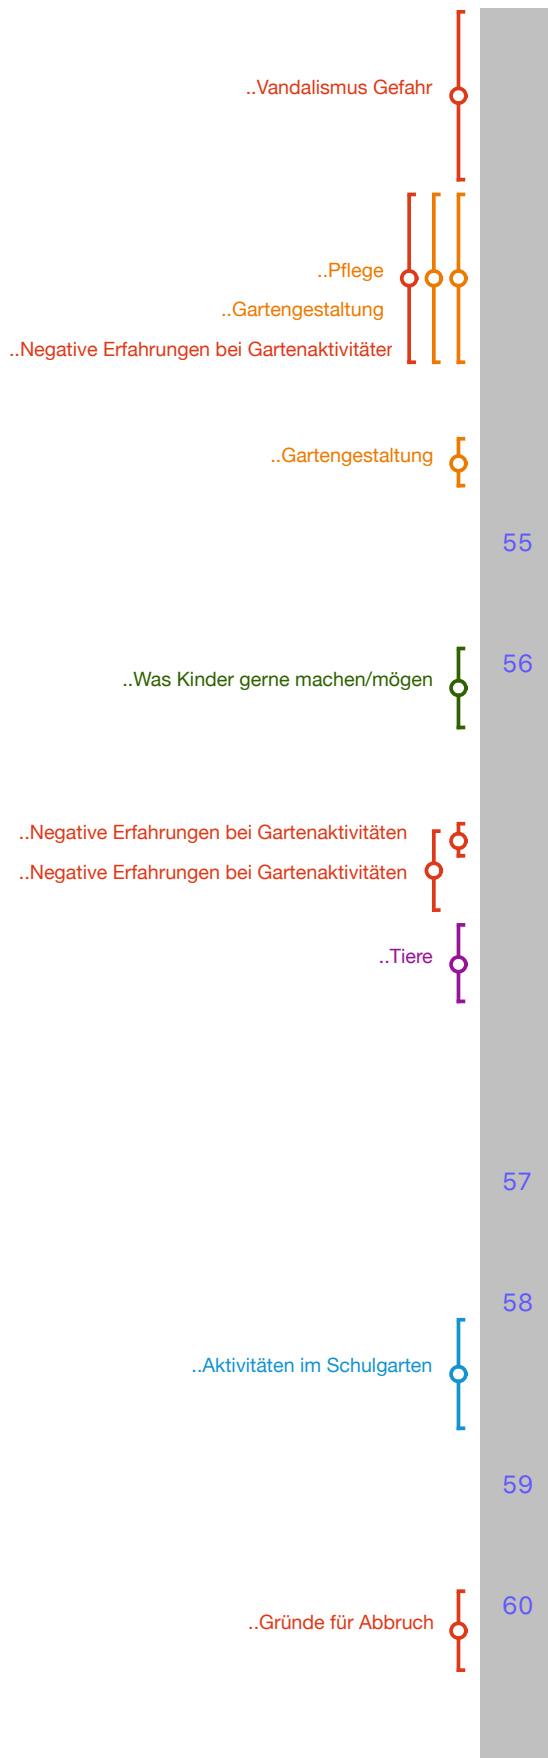 ..Vandalismus Gefahr
..Pflege
..Gartengestaltung
..Negative Erfahrungen bei Gartenaktivitäter
..Gartengestaltung
55
56
..Was Kinder gerne machen/mögen
..Negative Erfahrungen bei Gartenaktivitäten
..Negative Erfahrungen bei Gartenaktivitäten
..Tiere
57
58
..Aktivitäten im Schulgarten
59
60
..Gründe für Abbruch